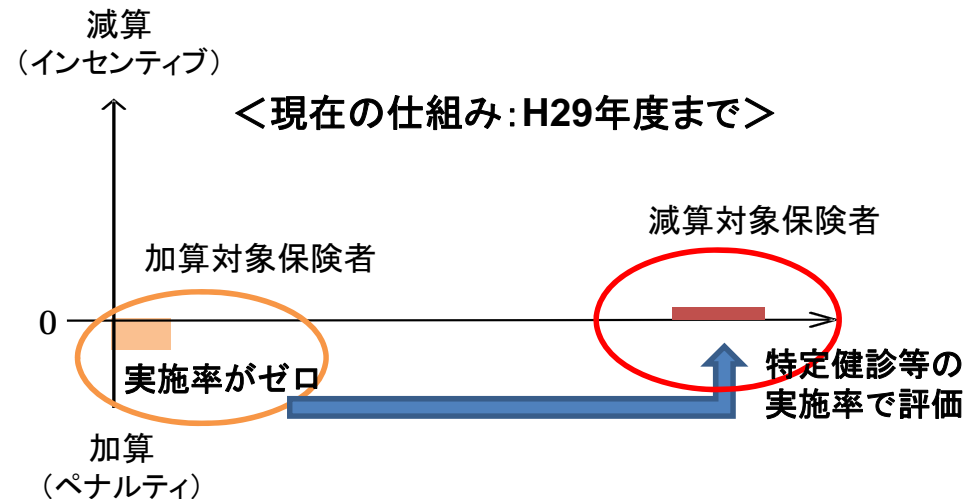 減算
（インセンティブ）
＜現在の仕組み：H29年度まで＞
減算対象保険者
加算対象保険者
0
実施率がゼロ
特定健診等の
実施率で評価
加算
（ペナルティ）